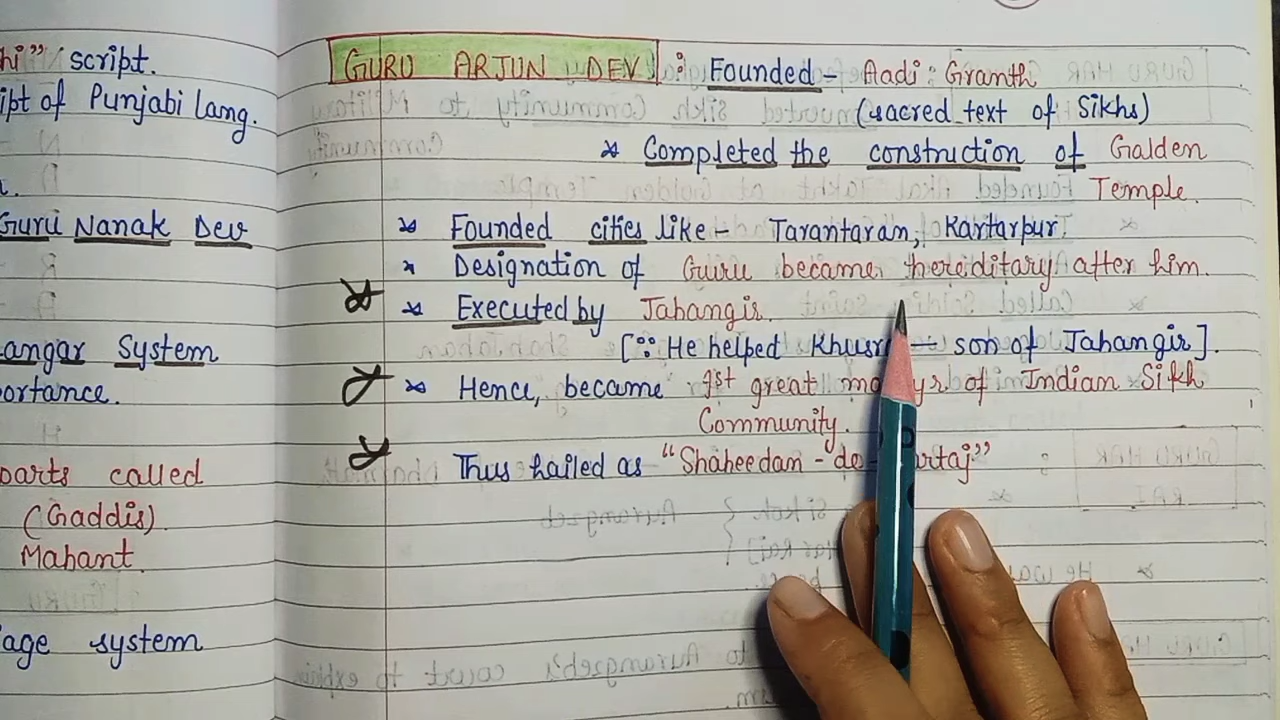 hi" script.
ipt of Punjabi Lang.
Guru Nanak Dev
angar System
ortance.
parts called
(Gaddis).
Mahant.
age system
GURU ARJUN DEV : Founded - Aadi Granth
(sacred text of Sikhs)
* Completed the construction of Golden
Temple.
* Founded cities like - Tarantaran, Kartarpur.
* Designation of Guru became hereditary after him.
* Executed by Jahangir.
[∵ He helped Khusr - son of Jahangir].
* Hence, became 1st great ma yr of Indian Sikh
Community.
Thus hailed as "Shaheedan - de - artaj"